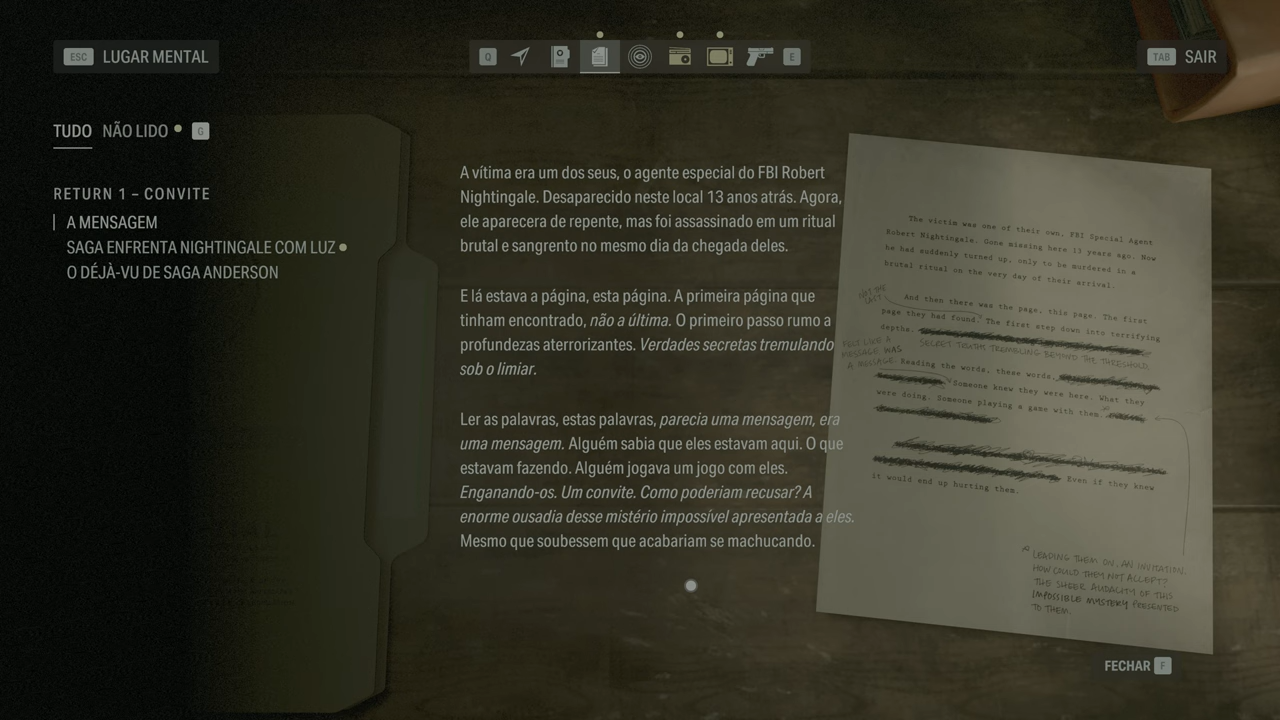 ESC LUGAR MENTAL
Q
E
TAB SAIR
TUDO NÃO LIDO G
RETURN 1 – CONVITE
A MENSAGEM
SAGA ENFRENTA NIGHTINGALE COM LUZ
O DÉJÀ-VU DE SAGA ANDERSON
A vítima era um dos seus, o agente especial do FBI Robert
Nightingale. Desaparecido neste local 13 anos atrás. Agora,
ele aparecera de repente, mas foi assassinado em um ritual
brutal e sangrento no mesmo dia da chegada deles.
E lá estava a página, esta página. A primeira página que
tinham encontrado, não a última. O primeiro passo rumo a
profundezas aterrorizantes. Verdades secretas tremulando
sob o limiar.
Ler as palavras, estas palavras, parecia uma mensagem, era
uma mensagem. Alguém sabia que eles estavam aqui. O que
estavam fazendo. Alguém jogava um jogo com eles.
Enganando-os. Um convite. Como poderiam recusar? A
enorme ousadia desse mistério impossível apresentada a eles.
Mesmo que soubessem que acabariam se machucando.
The victim was one of their own, FBI Special Agent
Robert Nightingale. Gone missing here 13 years ago. Now
he had suddenly turned up, only to be murdered in a
brutal ritual on the very day of their arrival.
NOT THE
LAST
And then there was the page, this page. The first
page they had found. The first step down into terrifying
depths.
SECRET TRUTHS TREMBLING BEYOND THE THRESHOLD
FELT LIKE A
MESSAGE WAS
A MESSAGE
Reading the words, these words,
Someone knew they were here. What they
were doing. Someone playing a game with them.
Even if they knew
it would end up hurting them.
LEADING THEM ON, AN INVITATION.
HOW COULD THEY NOT ACCEPT?
THE SHEER AUDACITY OF THIS
IMPOSSIBLE MYSTERY PRESENTED
TO THEM.
FECHAR F